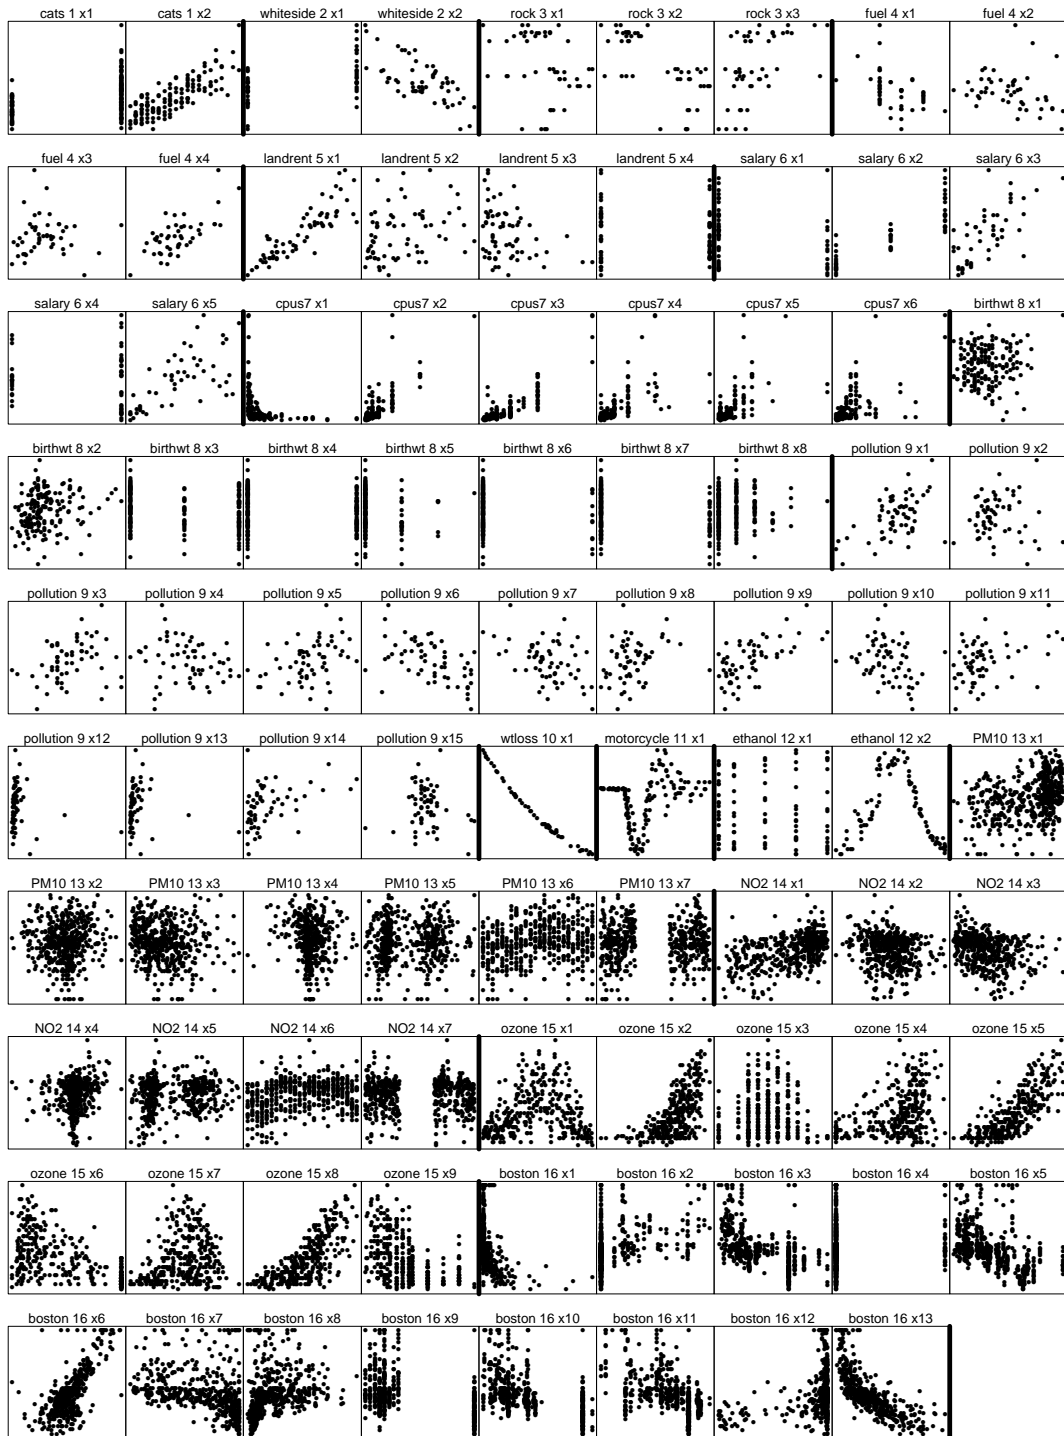 cats 1 x1 cats 1 x2 whiteside 2 x1 whiteside 2 x2 rock 3 x1 rock 3 x2 rock 3 x3 fuel 4 x1 fuel 4 x2
fuel 4 x3 fuel 4 x4 landrent 5 x1 landrent 5 x2 landrent 5 x3 landrent 5 x4 salary 6 x1 salary 6 x2 salary 6 x3
salary 6 x4 salary 6 x5 cpus7 x1 cpus7 x2 cpus7 x3 cpus7 x4 cpus7 x5 cpus7 x6 birthwt 8 x1
birthwt 8 x2 birthwt 8 x3 birthwt 8 x4 birthwt 8 x5 birthwt 8 x6 birthwt 8 x7 birthwt 8 x8 pollution 9 x1 pollution 9 x2
pollution 9 x3 pollution 9 x4 pollution 9 x5 pollution 9 x6 pollution 9 x7 pollution 9 x8 pollution 9 x9 pollution 9 x10 pollution 9 x11
pollution 9 x12 pollution 9 x13 pollution 9 x14 pollution 9 x15 wtloss 10 x1 motorcycle 11 x1 ethanol 12 x1 ethanol 12 x2 PM10 13 x1
PM10 13 x2 PM10 13 x3 PM10 13 x4 PM10 13 x5 PM10 13 x6 PM10 13 x7 NO2 14 x1 NO2 14 x2 NO2 14 x3
NO2 14 x4 NO2 14 x5 NO2 14 x6 NO2 14 x7 ozone 15 x1 ozone 15 x2 ozone 15 x3 ozone 15 x4 ozone 15 x5
ozone 15 x6 ozone 15 x7 ozone 15 x8 ozone 15 x9 boston 16 x1 boston 16 x2 boston 16 x3 boston 16 x4 boston 16 x5
boston 16 x6 boston 16 x7 boston 16 x8 boston 16 x9 boston 16 x10 boston 16 x11 boston 16 x12 boston 16 x13